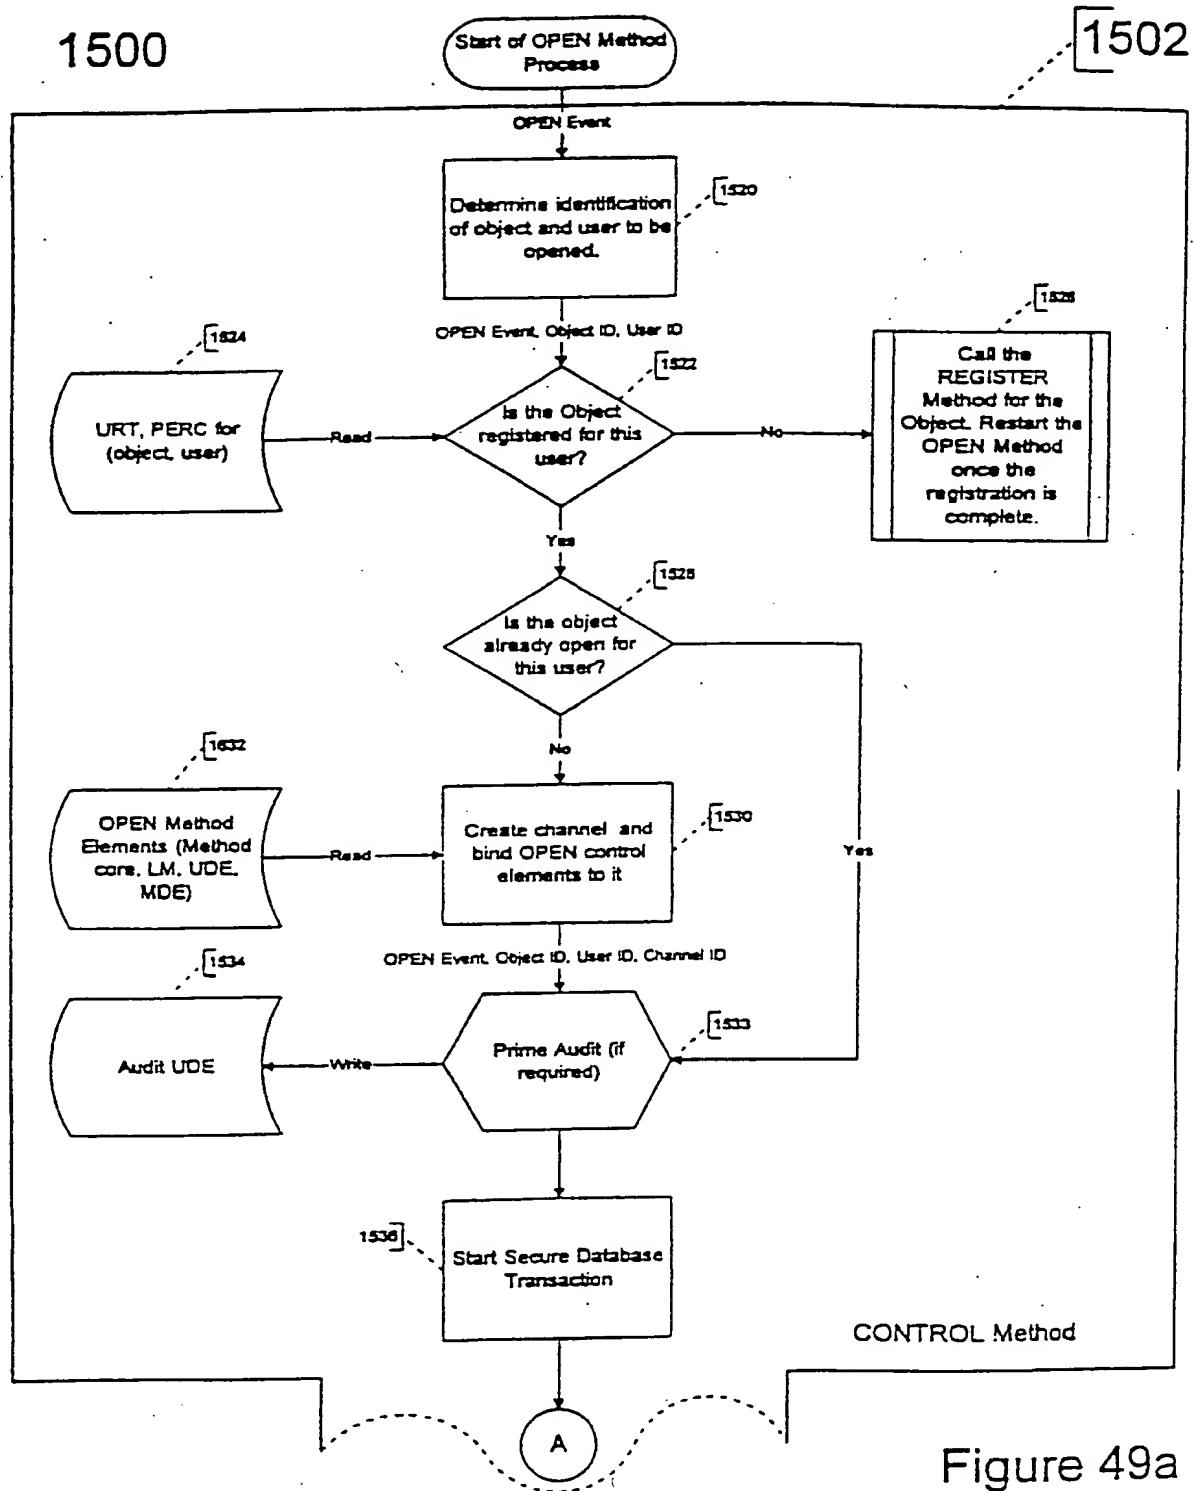 1500
Start of OPEN Method
Process
1502
OPEN Event
Determine identification
of object and user to be
opened.
1520
OPEN Event, Object ID, User ID
1524
1522
URT, PERC for
(object, user)
Read
Is the Object
registered for this
user?
No
Call the
REGISTER
Method for the
Object. Restart the
OPEN Method
once the
registration is
complete.
Yes
Is the object
already open for
this user?
No
Yes
OPEN Method
Elements (Method
core, LM, UDE,
MDE)
Read
Create channel and
bind OPEN control
elements to it
1530
OPEN Event, Object ID, User ID, Channel ID
1534
Audit UDE
Write
Prime Audit (if
required)
1533
1536
Start Secure Database
Transaction
CONTROL Method
A
Figure 49a